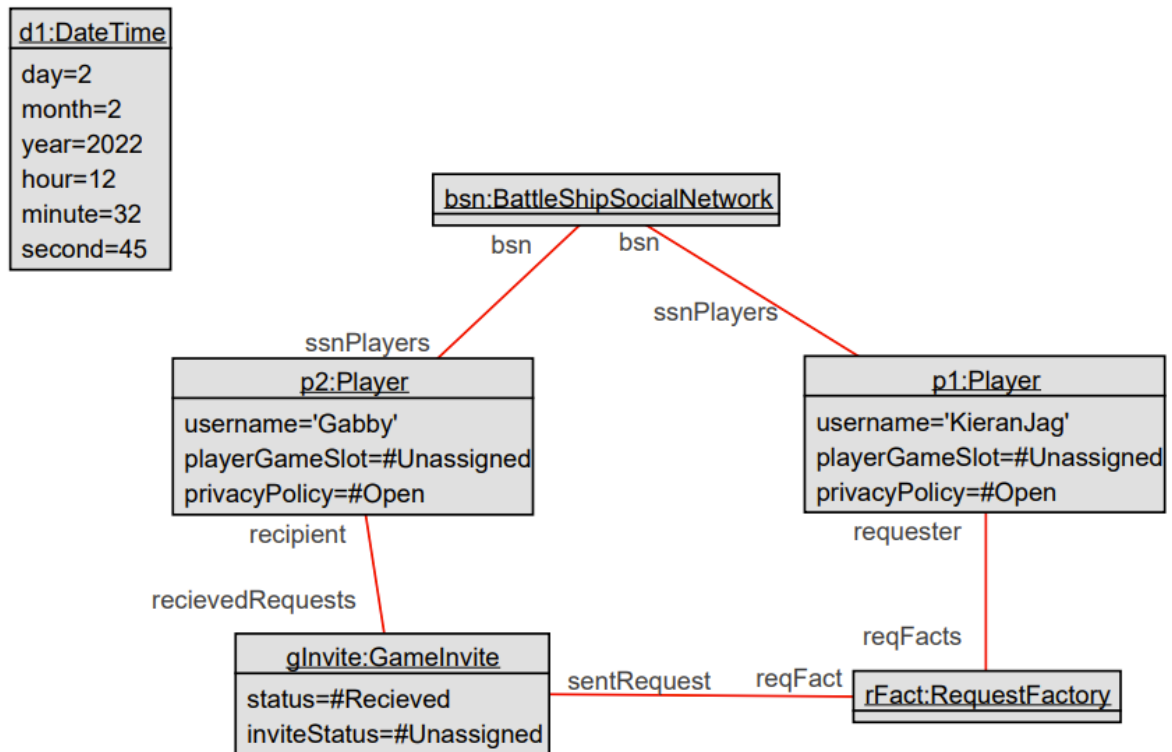 d1:DateTime
day=2
month=2
year=2022
hour=12
minute=32
second=45
bsn:BattleShipSocialNetwork
bsn
bsn
ssnPlayers
ssnPlayers
p2:Player
username='Gabby'
playerGameSlot=#Unassigned
privacyPolicy=#Open
p1:Player
username='KieranJag'
playerGameSlot=#Unassigned
privacyPolicy=#Open
recipient
requester
recievedRequests
reqFacts
gInvite:GameInvite
status=#Recieved
inviteStatus=#Unassigned
sentRequest
reqFact
rFact:RequestFactory